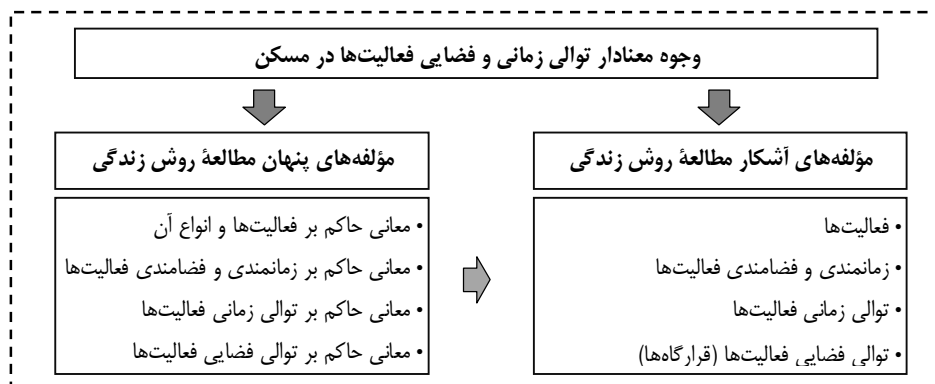 وجوه معنادار توالی زمانی و فضایی فعالیت‌ها در مسکن
مؤلفه‌های آشکار مطالعهٔ روش زندگی
• فعالیت‌ها
• زمانمندی و فضامندی فعالیت‌ها
• توالی زمانی فعالیت‌ها
• توالی فضایی فعالیت‌ها (قرارگاه‌ها)
مؤلفه‌های پنهان مطالعهٔ روش زندگی
• معانی حاکم بر فعالیت‌ها و انواع آن
• معانی حاکم بر زمانمندی و فضامندی فعالیت‌ها
• معانی حاکم بر توالی زمانی فعالیت‌ها
• معانی حاکم بر توالی فضایی فعالیت‌ها